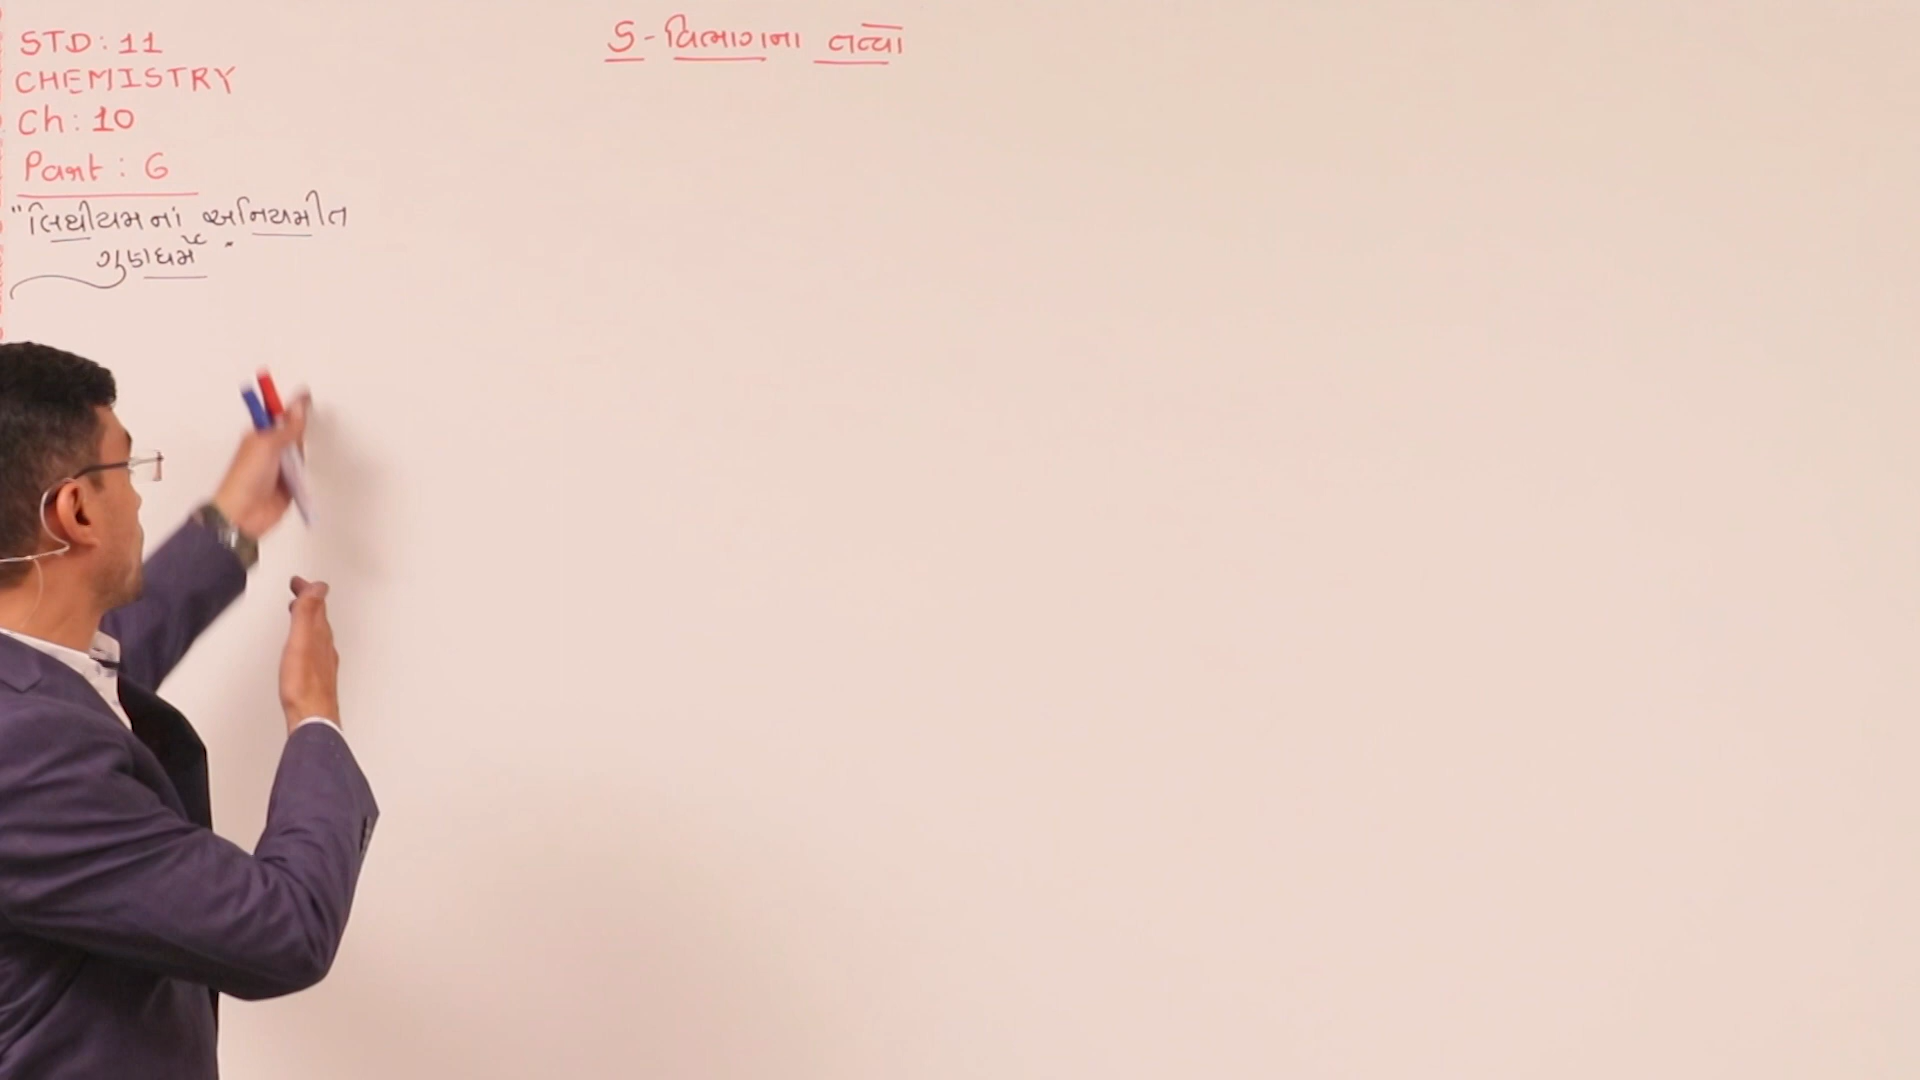 STD: 11
CHEMISTRY
Ch: 10
Part: 6
"લિથીયમનાં અનિયમીત
ગુણધર્મ"
S-વિભાગના તત્વો